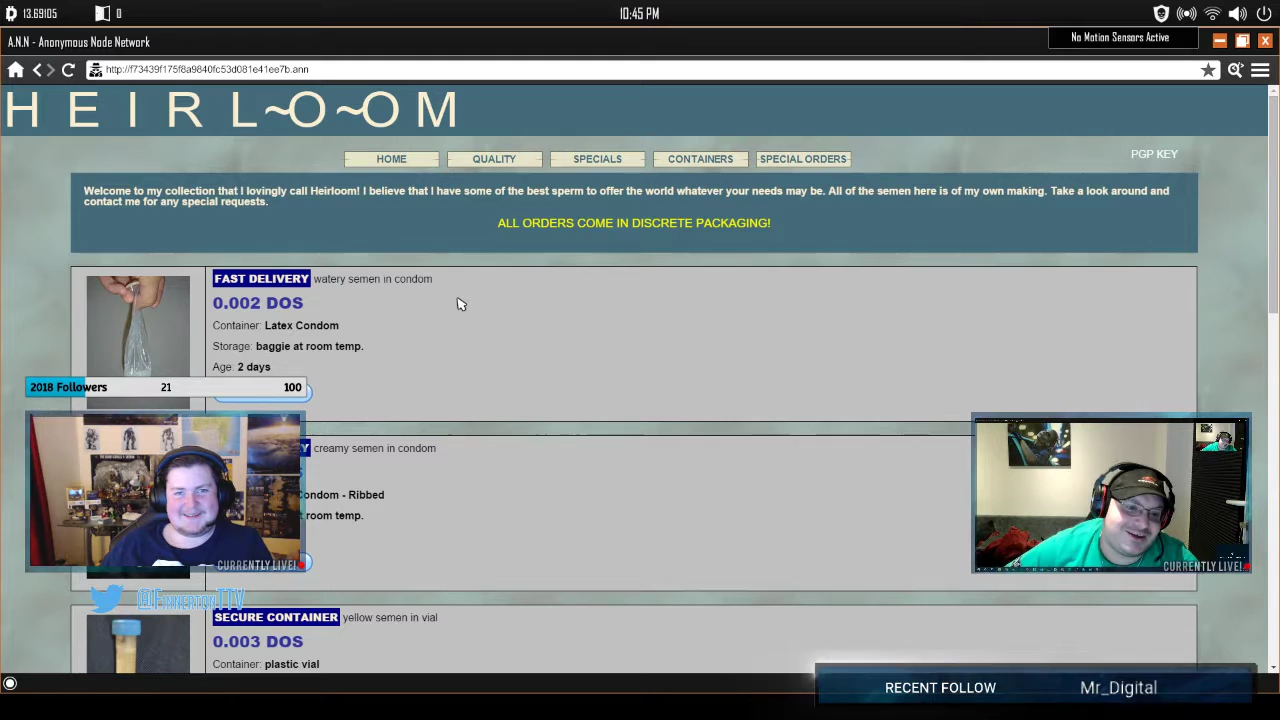 13.69105
0
10:45 PM
A.N.N - Anonymous Node Network
No Motion Sensors Active
http://f73439f175f8a9840fc53d081e41ee7b.ann
HEIRL~O~OM
HOME
QUALITY
SPECIALS
CONTAINERS
SPECIAL ORDERS
PGP KEY
Welcome to my collection that I lovingly call Heirloom! I believe that I have some of the best sperm to offer the world whatever your needs may be. All of the semen here is of my own making. Take a look around and
contact me for any special requests.
ALL ORDERS COME IN DISCRETE PACKAGING!
FAST DELIVERY watery semen in condom
0.002 DOS
Container: Latex Condom
Storage: baggie at room temp.
Age: 2 days
2018 Followers 21 100
creamy semen in condom
Condom - Ribbed
room temp.
CURRENTLY LIVE!
CURRENTLY LIVE!
@FinnertonTTV
SECURE CONTAINER yellow semen in vial
0.003 DOS
Container: plastic vial
RECENT FOLLOW Mr_Digital